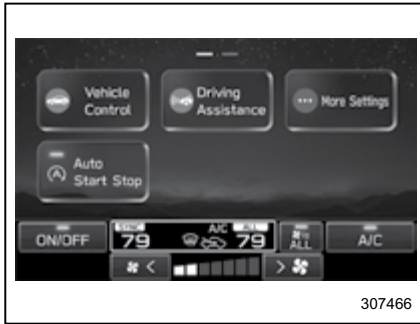 Vehicle
Control
Driving
Assistance
More Settings
Auto
Start Stop
ON/OFF
SYNC
79
A/C
ALL
79
ALL
A/C
307466